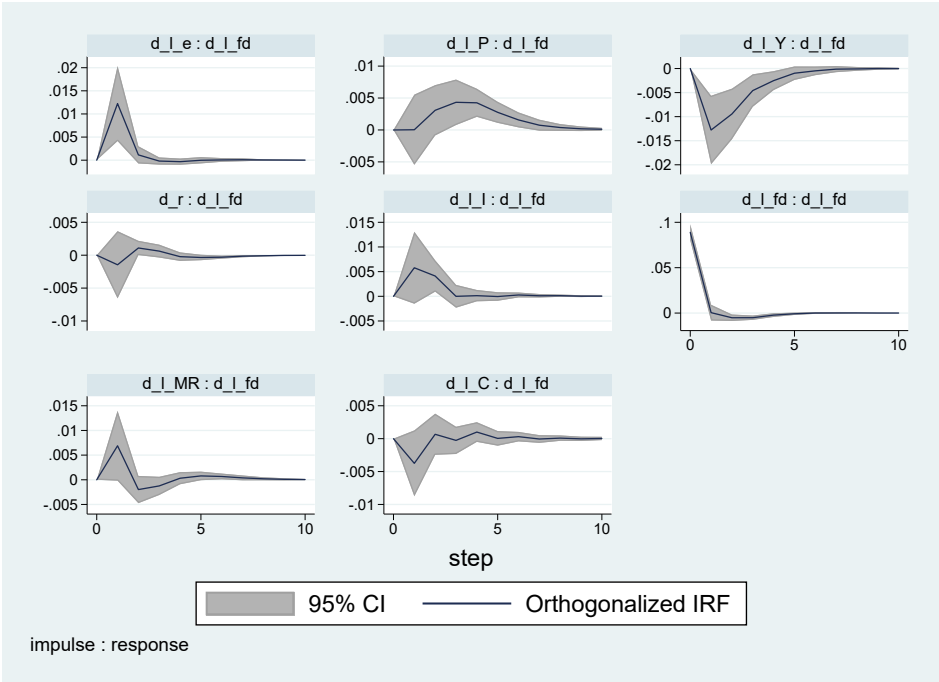 d_l_e : d_l_fd
.02
.015
.01
.005
0
d_l_P : d_l_fd
.01
.005
0
-.005
d_l_Y : d_l_fd
0
-.005
-.01
-.015
-.02
d_r : d_l_fd
.005
0
-.005
-.01
d_l_I : d_l_fd
.015
.01
.005
0
-.005
d_l_fd : d_l_fd
.1
.05
0
0 5 10
d_l_MR : d_l_fd
.015
.01
.005
0
-.005
0 5 10
d_l_C : d_l_fd
.005
0
-.005
-.01
0 5 10
step
95% CI Orthogonalized IRF
impulse : response